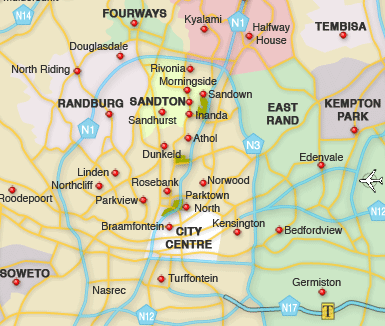 N14
FOURWAYS
Kyalami
N1
Halfway
House
TEMBISA
Douglasdale
North Riding
Rivonia
Morningside
Sandown
RANDBURG
SANDTON
Sandhurst
Inanda
EAST
RAND
KEMPTON
PARK
N1
Athol
N3
Dunkeld
Edenvale
Linden
Northcliff
Rosebank
Norwood
Roodepoort
Parkview
Parktown
North
N12
Braamfontein
CITY
CENTRE
Kensington
Bedfordview
SOWETO
Turffontein
Nasrec
Germiston
N12
N17
T